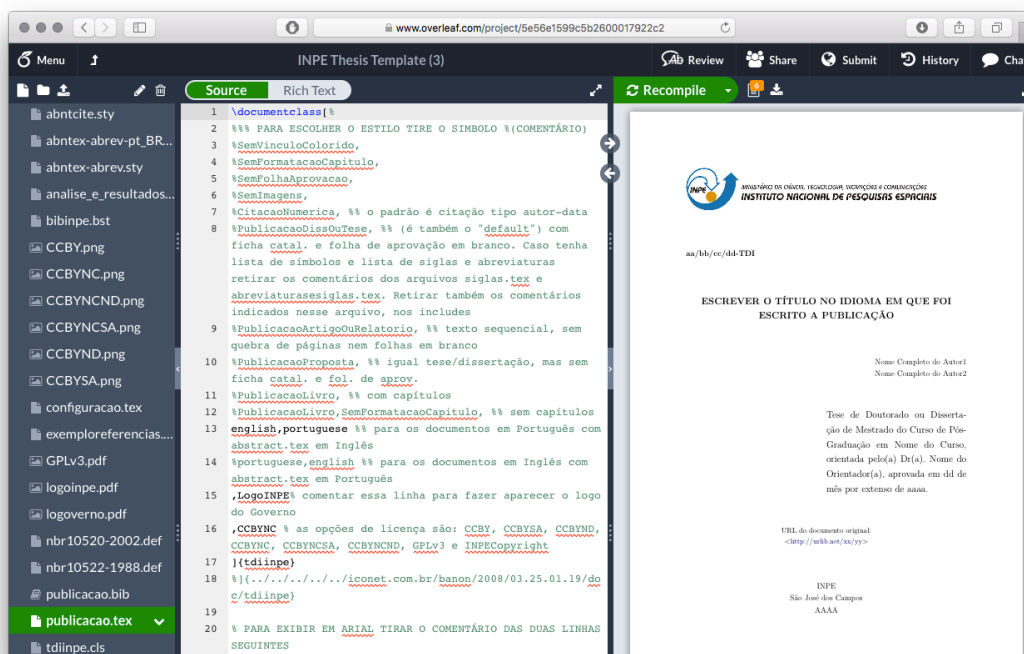 www.overleaf.com/project/5e56e1599c5b2600017922c2
Menu
INPE Thesis Template (3)
Ab Review
Share
Submit
History
Cha
Source
Rich Text
Recompile
6
abntcite.sty
abntex-abrev-pt_BR...
abntex-abrev.sty
analise_e_resultados...
bibinpe.bst
CCBY.png
CCBYNC.png
CCBYNCND.png
CCBYNCSA.png
CCBYND.png
CCBYSA.png
configuracao.tex
exemploreferencias....
GPLv3.pdf
logoinpe.pdf
logoverno.pdf
nbr10520-2002.def
nbr10522-1988.def
publicacao.bib
publicacao.tex
tdiinpe.cls
1 \documentclass[%
2 %%% PARA ESCOLHER O ESTILO TIRE O SIMBOLO %(COMENTÁRIO)
3 %SemVinculoColorido,
4 %SemFormatacaoCapitulo,
5 %SemFolhaAprovacao,
6 %SemImagens,
7 %CitacaoNumerica, %% o padrão é citação tipo autor-data
8 %PublicacaoDissOuTese, %% (é também o "default") com
ficha catal. e folha de aprovação em branco. Caso tenha
lista de símbolos e lista de siglas e abreviaturas
retirar os comentários dos arquivos siglas.tex e
abreviaturasesiglas.tex. Retirar também os comentários
indicados nesse arquivo, nos includes
9 %PublicacaoArtigoOuRelatorio, %% texto sequencial, sem
quebra de páginas nem folhas em branco
10 %PublicacaoProposta, %% igual tese/dissertação, mas sem
ficha catal. e fol. de aprov.
11 %PublicacaoLivro, %% com capítulos
12 %PublicacaoLivro,SemFormatacaoCapitulo, %% sem capítulos
13 english,portuguese %% para os documentos em Português com
abstract.tex em Inglês
14 %portuguese,english %% para os documentos em Inglês com
abstract.tex em Português
15 ,LogoINPE% comentar essa linha para fazer aparecer o logo
do Governo
16 ,CCBYNC % as opções de licença são: CCBY, CCBYSA, CCBYND,
CCBYNC, CCBYNCSA, CCBYNCND, GPLv3 e INPECopyright
17 ]{tdiinpe}
18 %]{../../../../../iconet.com.br/banon/2008/03.25.01.19/do
c/tdiinpe}
19
20 % PARA EXIBIR EM ARIAL TIRAR O COMENTÁRIO DAS DUAS LINHAS
SEGUINTES
INPE
MINISTÉRIO DA CIÊNCIA, TECNOLOGIA, INOVAÇÕES E COMUNICAÇÕES
INSTITUTO NACIONAL DE PESQUISAS ESPACIAIS
aa/bb/cc/dd-TDI
ESCREVER O TÍTULO NO IDIOMA EM QUE FOI
ESCRITO A PUBLICAÇÃO
Nome Completo do Autor1
Nome Completo do Autor2
Tese de Doutorado ou Disserta-
ção de Mestrado do Curso de Pós-
Graduação em Nome do Curso,
orientada pelo(a) Dr(a). Nome do
Orientador(a), aprovada em dd de
mês por extenso de aaaa.
URL do documento original:
<http://urlib.net/xx/yy>
INPE
São José dos Campos
AAAA